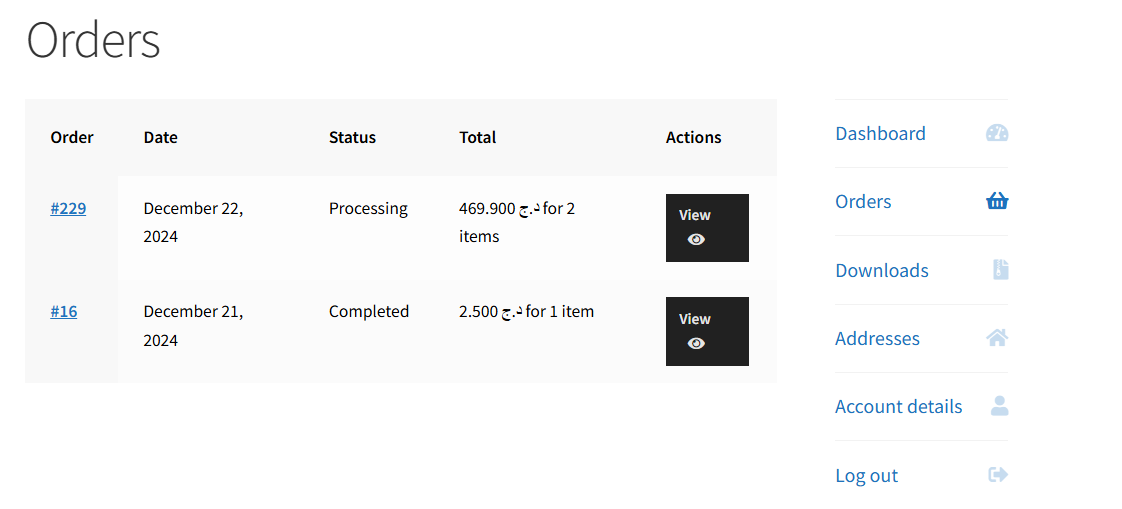 Orders
Order Date Status Total Actions
#229 December 22, 2024 Processing 469.900 د.ج for 2 items View
#16 December 21, 2024 Completed 2.500 د.ج for 1 item View
Dashboard
Orders
Downloads
Addresses
Account details
Log out